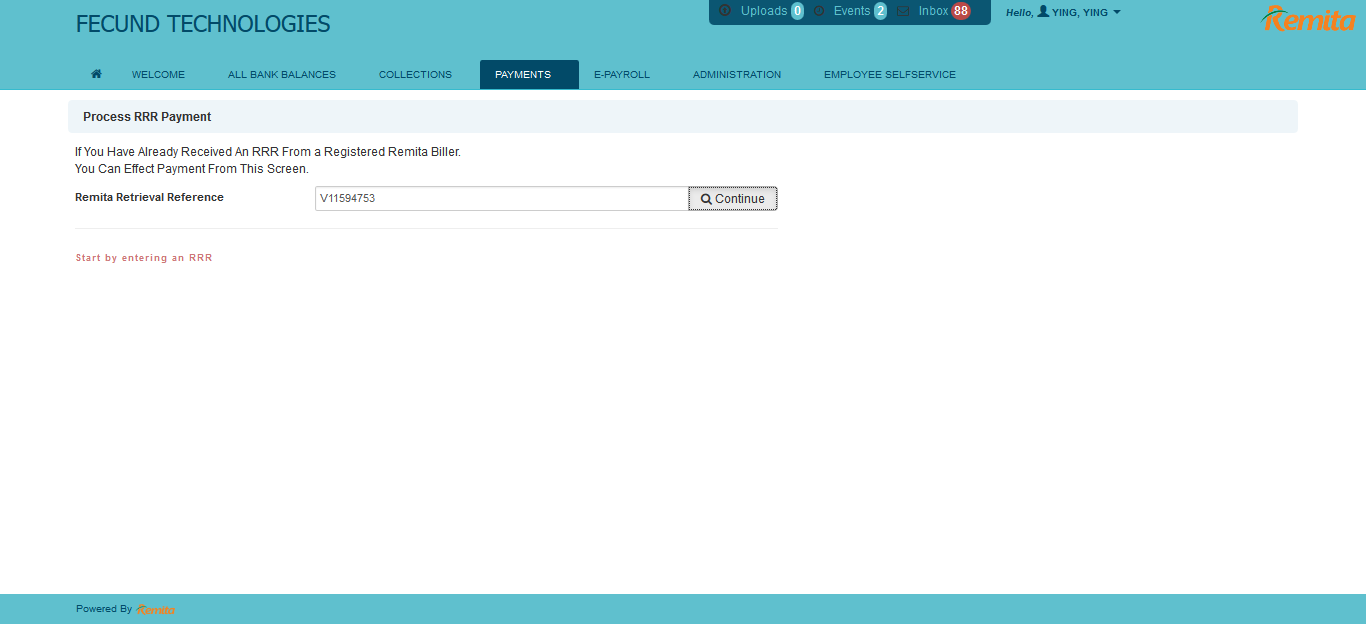 FECUND TECHNOLOGIES
Uploads 0 Events 2 Inbox 88
Hello, YING, YING
Remita
WELCOME ALL BANK BALANCES COLLECTIONS PAYMENTS E-PAYROLL ADMINISTRATION EMPLOYEE SELFSERVICE
Process RRR Payment
If You Have Already Received An RRR From a Registered Remita Biller.
You Can Effect Payment From This Screen.
Remita Retrieval Reference V11594753 Continue
Start by entering an RRR
Powered By Remita